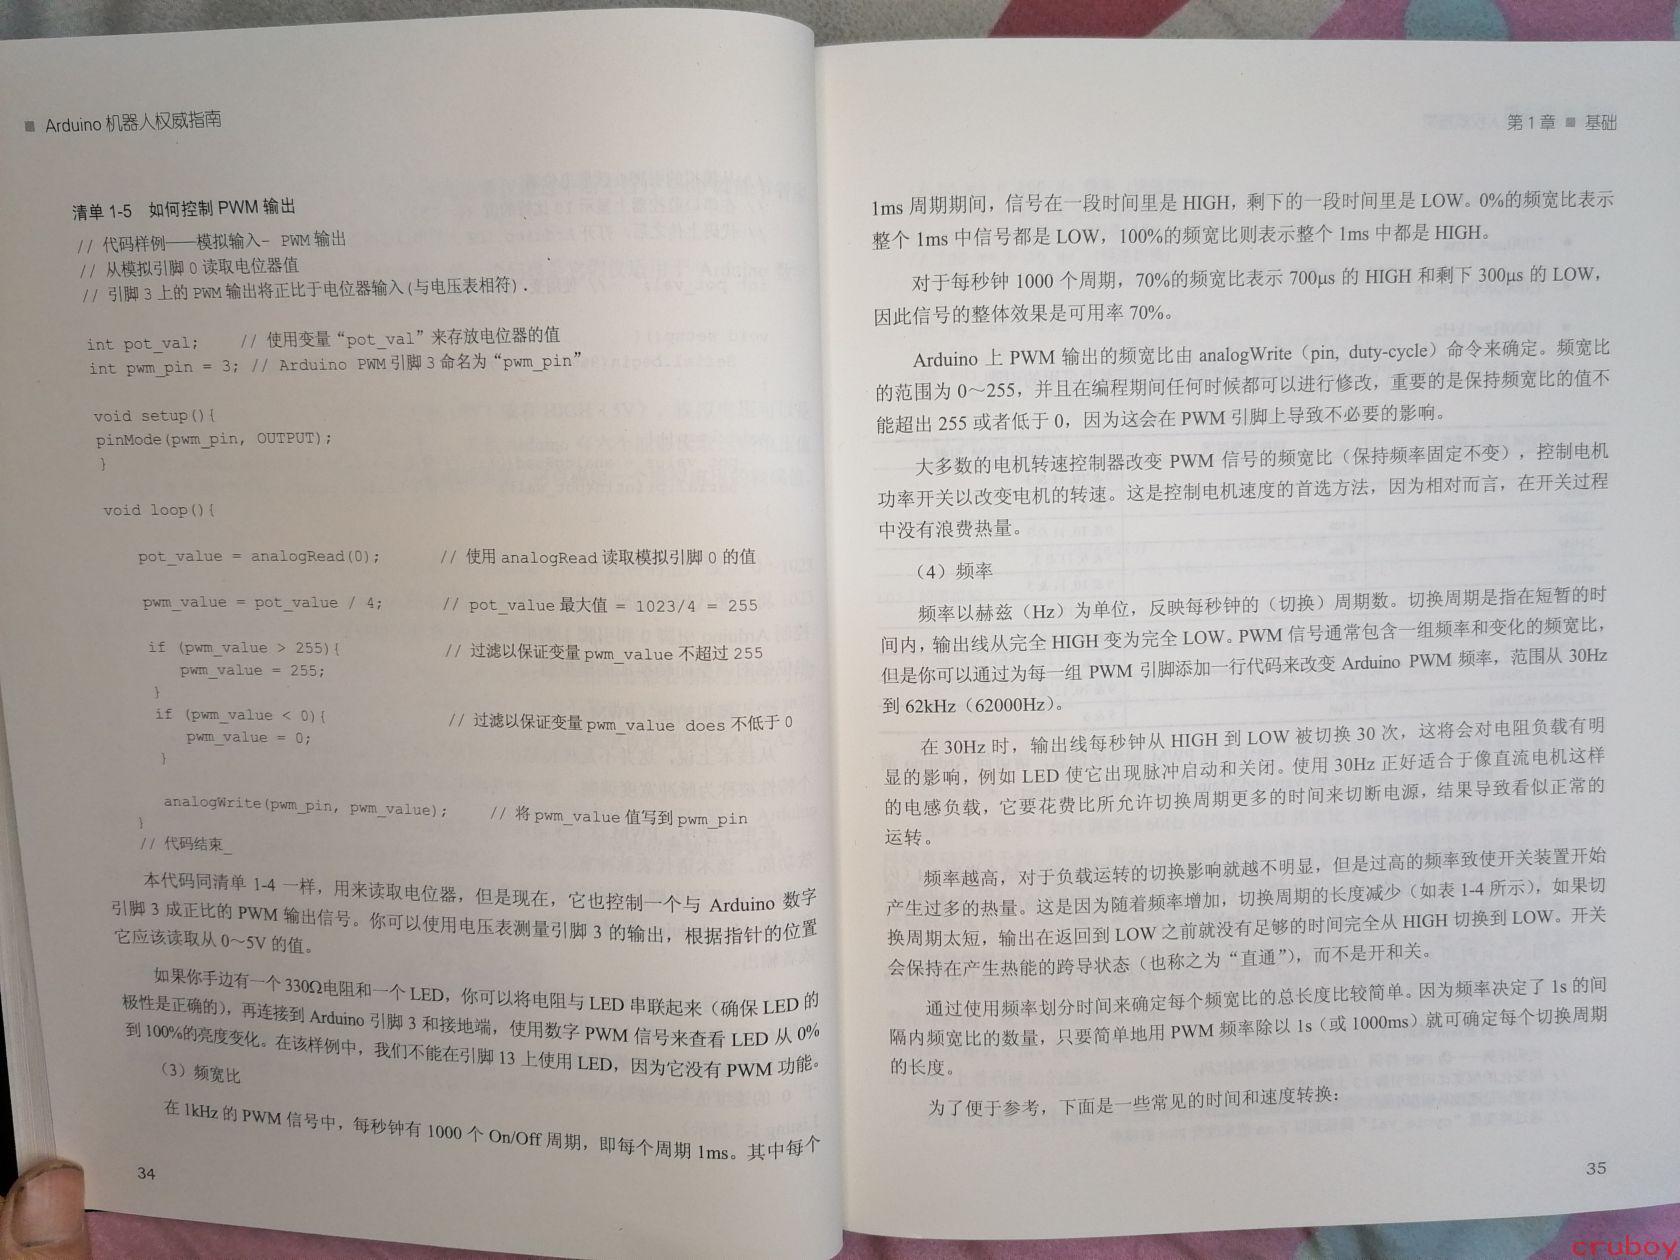 ■ Arduino 机器人权威指南
清单 1-5 如何控制 PWM 输出
// 代码样例——模拟输入- PWM 输出
// 从模拟引脚 0 读取电位器值
// 引脚 3 上的 PWM 输出将正比于电位器输入(与电压表相符).
int pot_val; // 使用变量“pot_val”来存放电位器的值
int pwm_pin = 3; // Arduino PWM 引脚 3 命名为“pwm_pin”
void setup(){
pinMode(pwm_pin, OUTPUT);
}
void loop(){
pot_value = analogRead(0); // 使用 analogRead 读取模拟引脚 0 的值
pwm_value = pot_value / 4; // pot_value 最大值 = 1023/4 = 255
if (pwm_value > 255){ // 过滤以保证变量 pwm_value 不超过 255
pwm_value = 255;
}
if (pwm_value < 0){ // 过滤以保证变量 pwm_value does 不低于 0
pwm_value = 0;
}
analogWrite(pwm_pin, pwm_value); // 将 pwm_value 值写到 pwm_pin
}
// 代码结束_
本代码同清单 1-4 一样，用来读取电位器，但是现在，它也控制一个与 Arduino 数字
引脚 3 成正比的 PWM 输出信号。你可以使用电压表测量引脚 3 的输出，根据指针的位置
它应该读取从 0～5V 的值。
如果你手边有一个 330Ω电阻和一个 LED，你可以将电阻与 LED 串联起来（确保 LED 的
极性是正确的），再连接到 Arduino 引脚 3 和接地端，使用数字 PWM 信号来查看 LED 从 0%
到 100%的亮度变化。在该样例中，我们不能在引脚 13 上使用 LED，因为它没有 PWM 功能。
（3）频宽比
在 1kHz 的 PWM 信号中，每秒钟有 1000 个 On/Off 周期，即每个周期 1ms。其中每个
34
第 1 章 ■ 基础
1ms 周期期间，信号在一段时间里是 HIGH，剩下的一段时间里是 LOW。0%的频宽比表示
整个 1ms 中信号都是 LOW，100%的频宽比则表示整个 1ms 中都是 HIGH。
对于每秒钟 1000 个周期，70%的频宽比表示 700μs 的 HIGH 和剩下 300μs 的 LOW，
因此信号的整体效果是可用率 70%。
Arduino 上 PWM 输出的频宽比由 analogWrite（pin, duty-cycle）命令来确定。频宽比
的范围为 0～255，并且在编程期间任何时候都可以进行修改，重要的是保持频宽比的值不
能超出 255 或者低于 0，因为这会在 PWM 引脚上导致不必要的影响。
大多数的电机转速控制器改变 PWM 信号的频宽比（保持频率固定不变），控制电机
功率开关以改变电机的转速。这是控制电机速度的首选方法，因为相对而言，在开关过程
中没有浪费热量。
（4）频率
频率以赫兹（Hz）为单位，反映每秒钟的（切换）周期数。切换周期是指在短暂的时
间内，输出线从完全 HIGH 变为完全 LOW。PWM 信号通常包含一组频率和变化的频宽比，
但是你可以通过为每一组 PWM 引脚添加一行代码来改变 Arduino PWM 频率，范围从 30Hz
到 62kHz（62000Hz）。
在 30Hz 时，输出线每秒钟从 HIGH 到 LOW 被切换 30 次，这将会对电阻负载有明
显的影响，例如 LED 使它出现脉冲启动和关闭。使用 30Hz 正好适合于像直流电机这样
的电感负载，它要花费比所允许切换周期更多的时间来切断电源，结果导致看似正常的
运转。
频率越高，对于负载运转的切换影响就越不明显，但是过高的频率致使开关装置开始
产生过多的热量。这是因为随着频率增加，切换周期的长度减少（如表 1-4 所示），如果切
换周期太短，输出在返回到 LOW 之前就没有足够的时间完全从 HIGH 切换到 LOW。开关
会保持在产生热能的跨导状态（也称之为“直通”），而不是开和关。
通过使用频率划分时间来确定每个频宽比的总长度比较简单。因为频率决定了 1s 的间
隔内频宽比的数量，只要简单地用 PWM 频率除以 1s（或 1000ms）就可确定每个切换周期
的长度。
为了便于参考，下面是一些常见的时间和速度转换：
35
cruboy